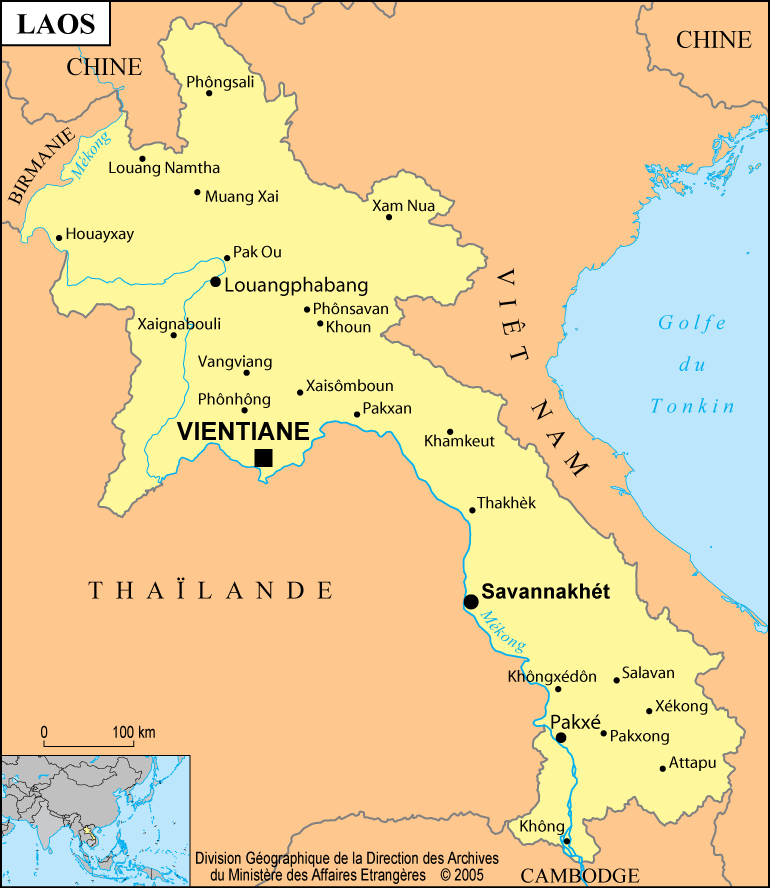 LAOS
CHINE
CHINE
Phôngsali
BIRMANIE
Mékong
Louang Namtha
Muang Xai
Xam Nua
Houayxay
Pak Ou
Louangphabang
Phônsavan
Khoun
Xaignabouli
VIÊT NAM
Golfe
du
Tonkin
Vangviang
Xaisômboun
Phônhông
Pakxan
VIENTIANE
Khamkeut
Thakhèk
THAÏLANDE
Savannakhét
Mékong
Khôngxédôn
Salavan
Xékong
Pakxé
Pakxong
Attapu
0 100 km
Không
Division Géographique de la Direction des Archives
du Ministère des Affaires Etrangères © 2005
CAMBODGE